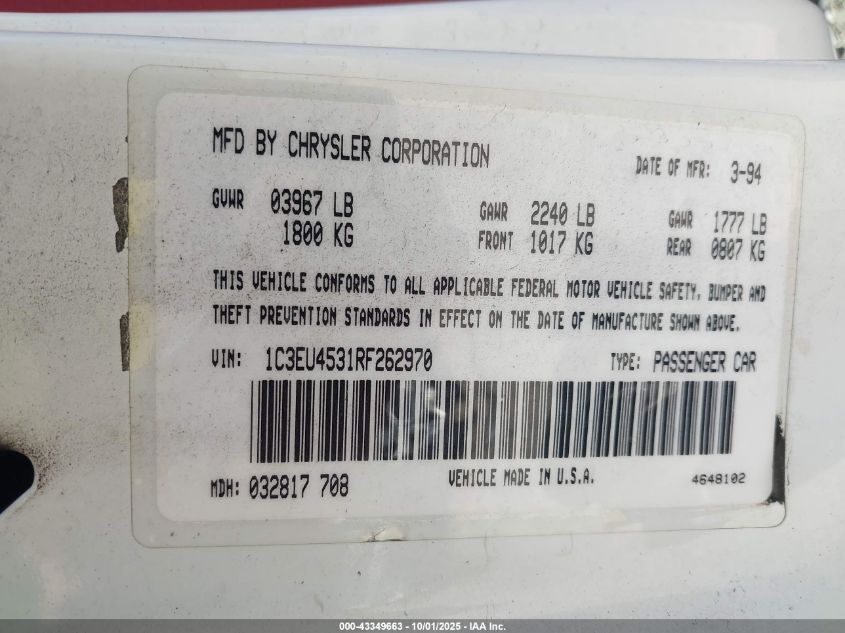 MFD BY CHRYSLER CORPORATION DATE OF MFR: 3-94
GVWR 03967 LB GAWR 2240 LB GAWR 1777 LB
1800 KG FRONT 1017 KG REAR 0807 KG
THIS VEHICLE CONFORMS TO ALL APPLICABLE FEDERAL MOTOR VEHICLE SAFETY, BUMPER AND
THEFT PREVENTION STANDARDS IN EFFECT ON THE DATE OF MANUFACTURE SHOWN ABOVE.
VIN: 1C3EU4531RF262970 TYPE: PASSENGER CAR
MDH: 032817 708 VEHICLE MADE IN U.S.A. 4648102
000-43349663 - 10/01/2025 - IAA Inc.